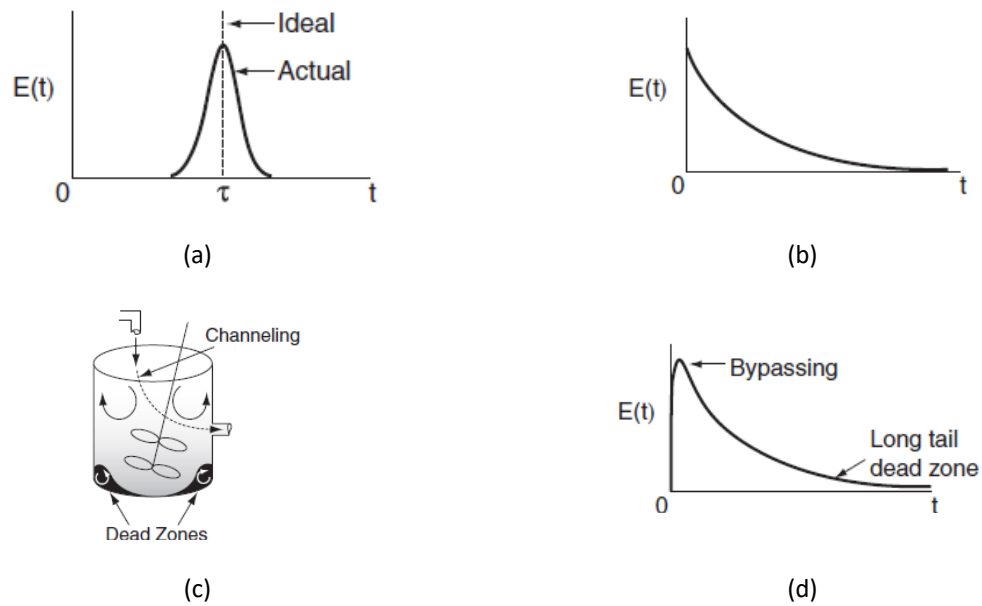 Ideal
Actual
E(t)
0
τ
t
(a)
E(t)
0
t
(b)
Channeling
Dead Zones
(c)
Bypassing
E(t)
Long tail
dead zone
0
t
(d)